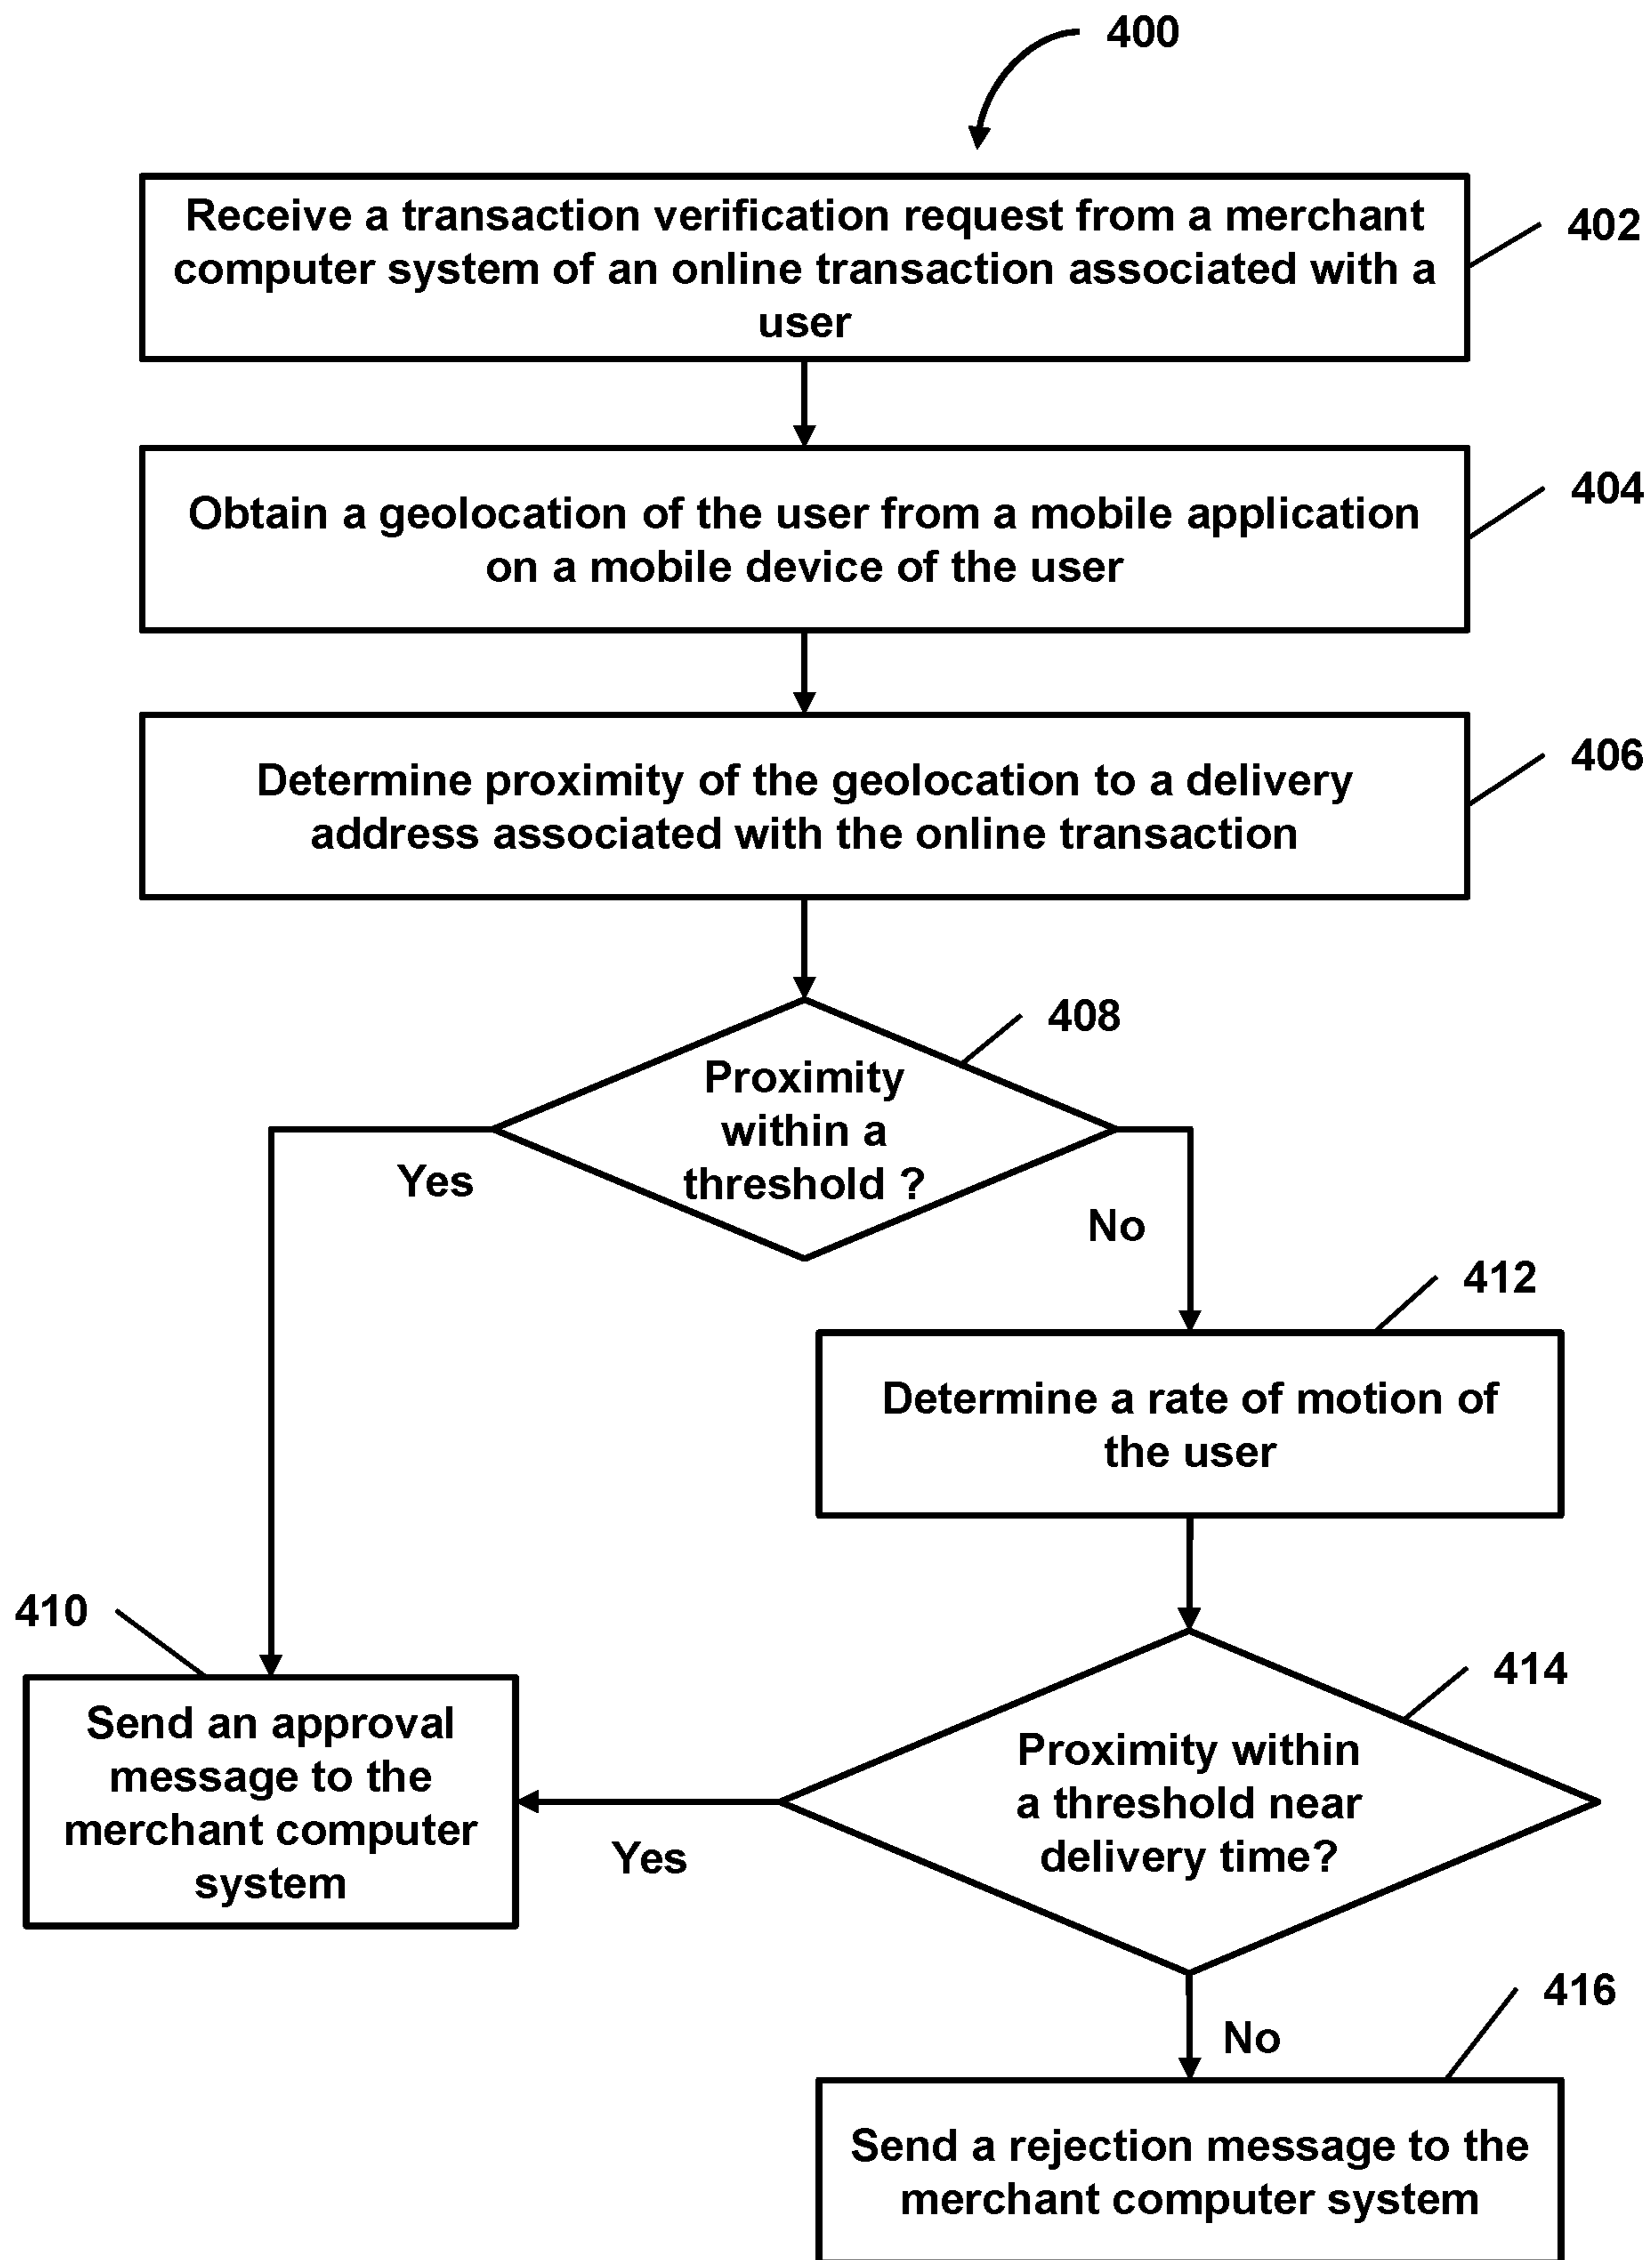 400
Receive a transaction verification request from a merchant
computer system of an online transaction associated with a
user
402
Obtain a geolocation of the user from a mobile application
on a mobile device of the user
404
Determine proximity of the geolocation to a delivery
address associated with the online transaction
406
Proximity
within a
threshold ?
408
Yes
No
412
Determine a rate of motion of
the user
410
Send an approval
message to the
merchant computer
system
414
Proximity within
a threshold near
delivery time?
Yes
No
416
Send a rejection message to the
merchant computer system